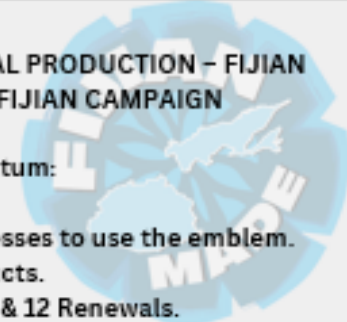 AL PRODUCTION – FIJIAN
FIJIAN CAMPAIGN
tum:
sses to use the emblem.
cts.
& 12 Renewals.
FIJIAN
MADE